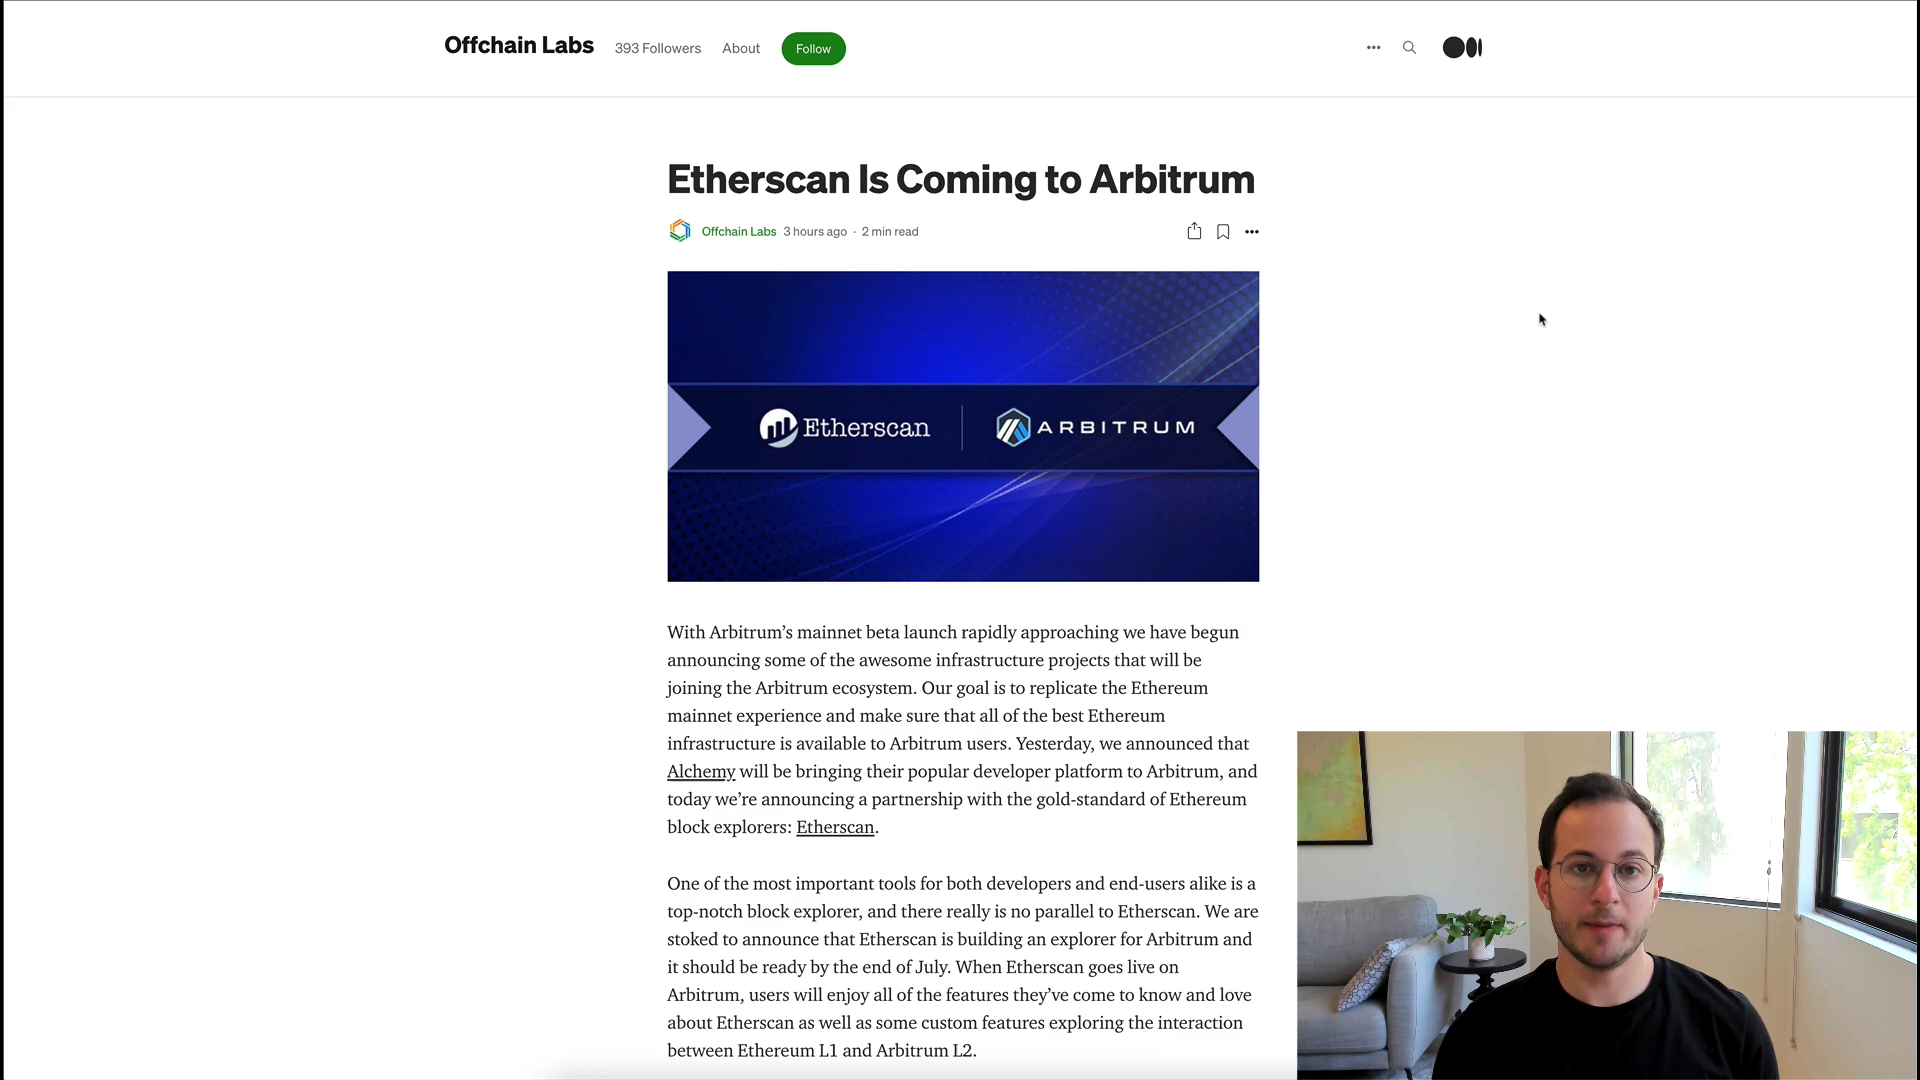 Offchain Labs 393 Followers About Follow
Etherscan Is Coming to Arbitrum
Offchain Labs 3 hours ago · 2 min read
Etherscan ARBITRUM
With Arbitrum’s mainnet beta launch rapidly approaching we have begun
announcing some of the awesome infrastructure projects that will be
joining the Arbitrum ecosystem. Our goal is to replicate the Ethereum
mainnet experience and make sure that all of the best Ethereum
infrastructure is available to Arbitrum users. Yesterday, we announced that
Alchemy will be bringing their popular developer platform to Arbitrum, and
today we’re announcing a partnership with the gold-standard of Ethereum
block explorers: Etherscan.
One of the most important tools for both developers and end-users alike is a
top-notch block explorer, and there really is no parallel to Etherscan. We are
stoked to announce that Etherscan is building an explorer for Arbitrum and
it should be ready by the end of July. When Etherscan goes live on
Arbitrum, users will enjoy all of the features they’ve come to know and love
about Etherscan as well as some custom features exploring the interaction
between Ethereum L1 and Arbitrum L2.